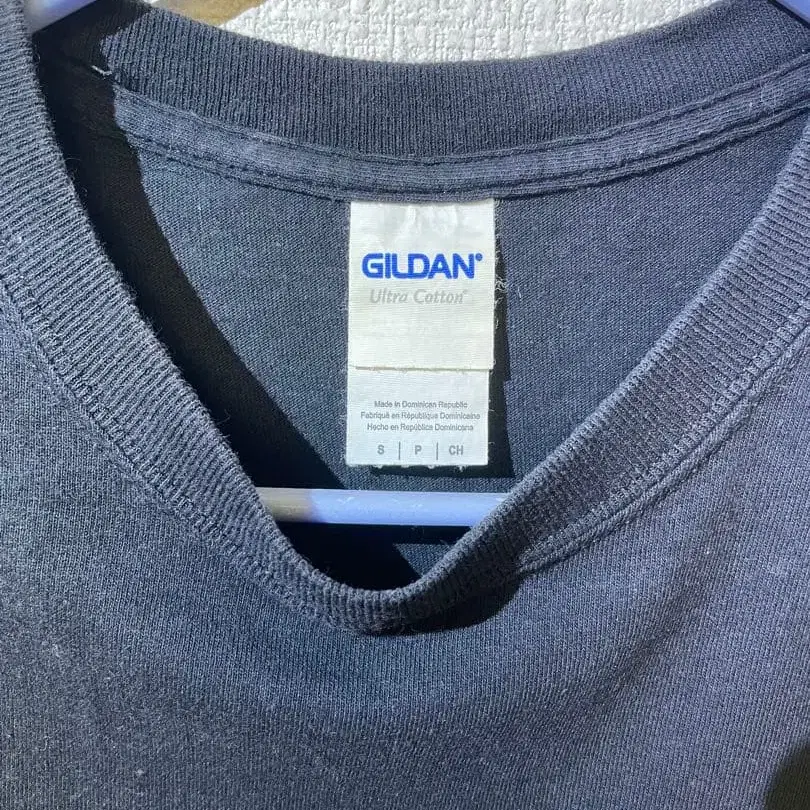 GILDAN®
Ultra Cotton®
Made in Dominican Republic
Fabriqué en République Dominicaine
Hecho en República Dominicana
S | P | CH